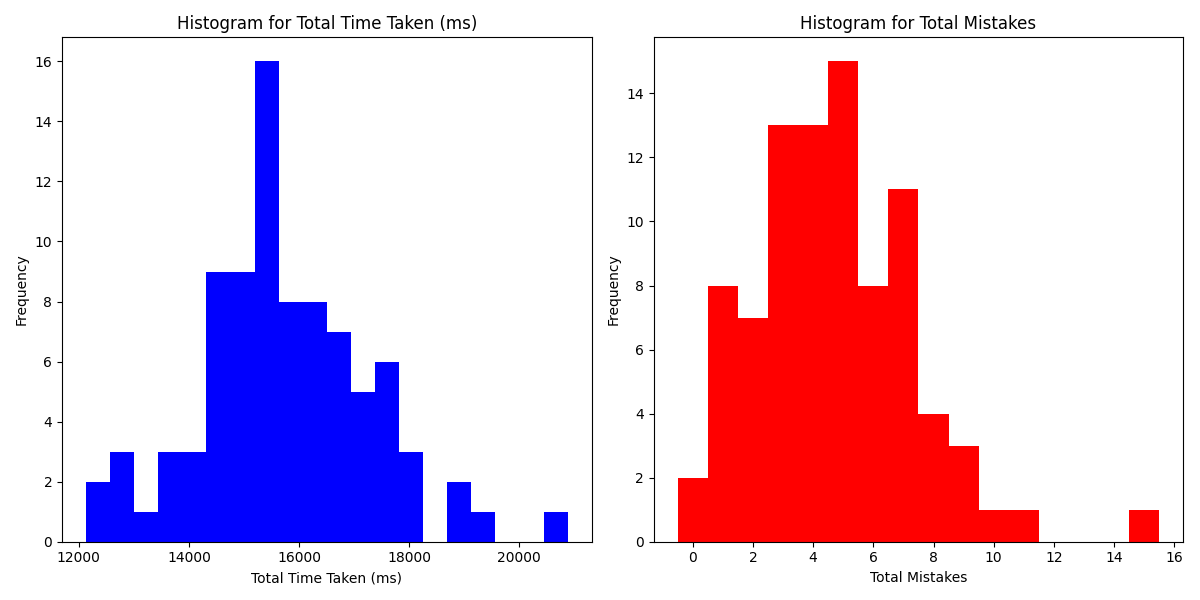 Histogram for Total Time Taken (ms)
Histogram for Total Mistakes
16
14
12
10
8
6
4
2
0
Frequency
12000 14000 16000 18000 20000
Total Time Taken (ms)
14
12
10
8
6
4
2
0
Frequency
0 2 4 6 8 10 12 14 16
Total Mistakes